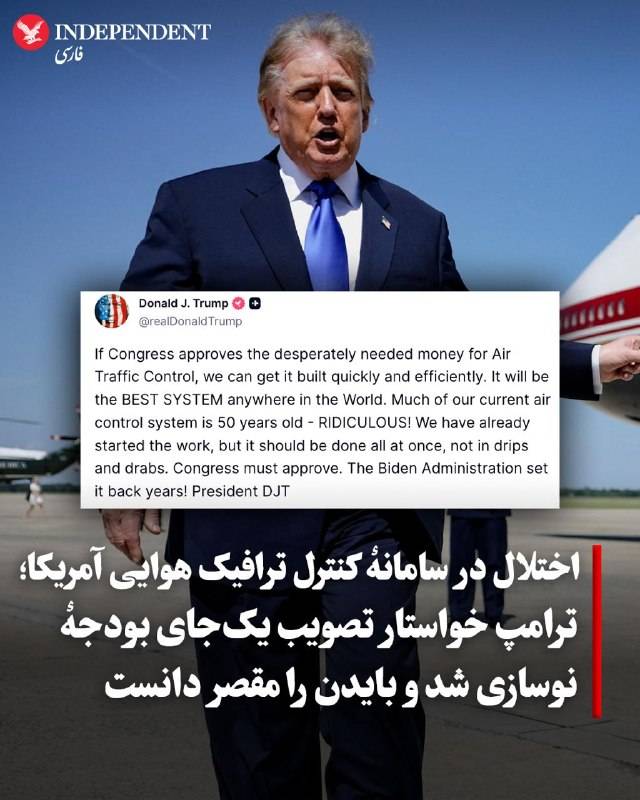 INDEPENDENT
فارسی
Donald J. Trump
@realDonaldTrump
If Congress approves the desperately needed money for Air
Traffic Control, we can get it built quickly and efficiently. It will be
the BEST SYSTEM anywhere in the World. Much of our current air
control system is 50 years old - RIDICULOUS! We have already
started the work, but it should be done all at once, not in drips
and drabs. Congress must approve. The Biden Administration set
it back years! President DJT
اختلال در سامانهٔ کنترل ترافیک هوایی آمریکا؛
ترامپ خواستار تصویب یک‌جای بودجهٔ
نوسازی شد و بایدن را مقصر دانست